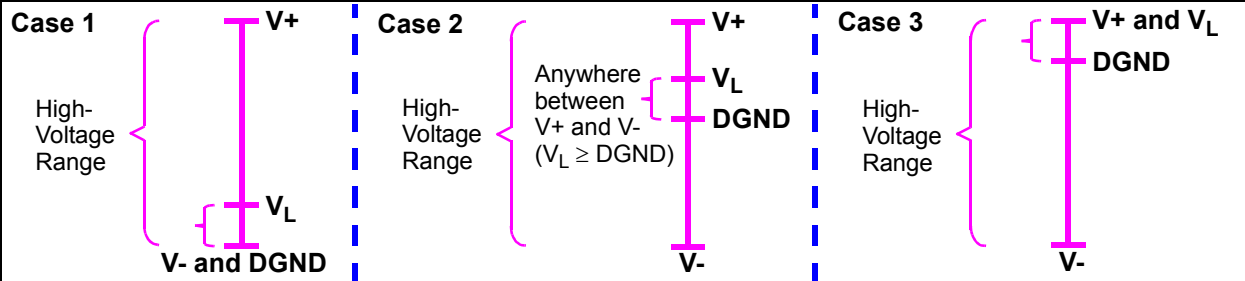 Case 1
V+
High-
Voltage
Range
VL
V- and DGND
Case 2
V+
Anywhere
between
V+ and V-
(VL ≥ DGND)
High-
Voltage
Range
VL
DGND
V-
Case 3
V+ and VL
DGND
High-
Voltage
Range
V-